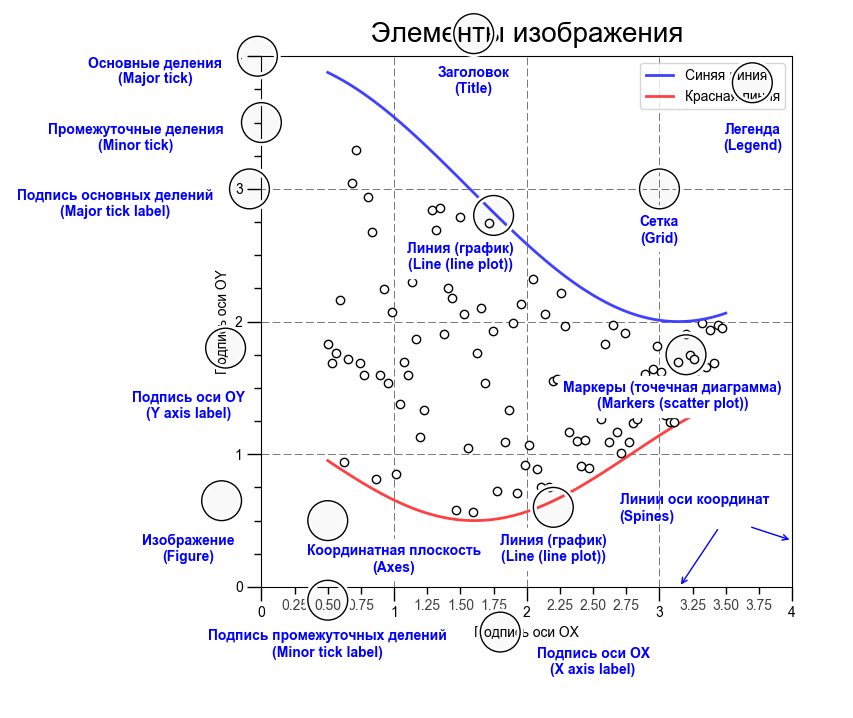 Элементы изображения
Основные деления
(Major tick)
Заголовок
(Title)
Синяя линия
Красная линия
Промежуточные деления
(Minor tick)
Легенда
(Legend)
Подпись основных делений
(Major tick label)
3
Сетка
(Grid)
Линия (график)
(Line (line plot))
Подпись оси OY
2
Подпись оси OY
(Y axis label)
Маркеры (точечная диаграмма)
(Markers (scatter plot))
1
Линии оси координат
(Spines)
Изображение
(Figure)
Координатная плоскость
(Axes)
Линия (график)
(Line (line plot))
0
0 0.25 0.50 0.75 1 1.25 1.50 1.75 2 2.25 2.50 2.75 3 3.25 3.50 3.75 4
Подпись оси OX
Подпись промежуточных делений
(Minor tick label)
Подпись оси OX
(X axis label)